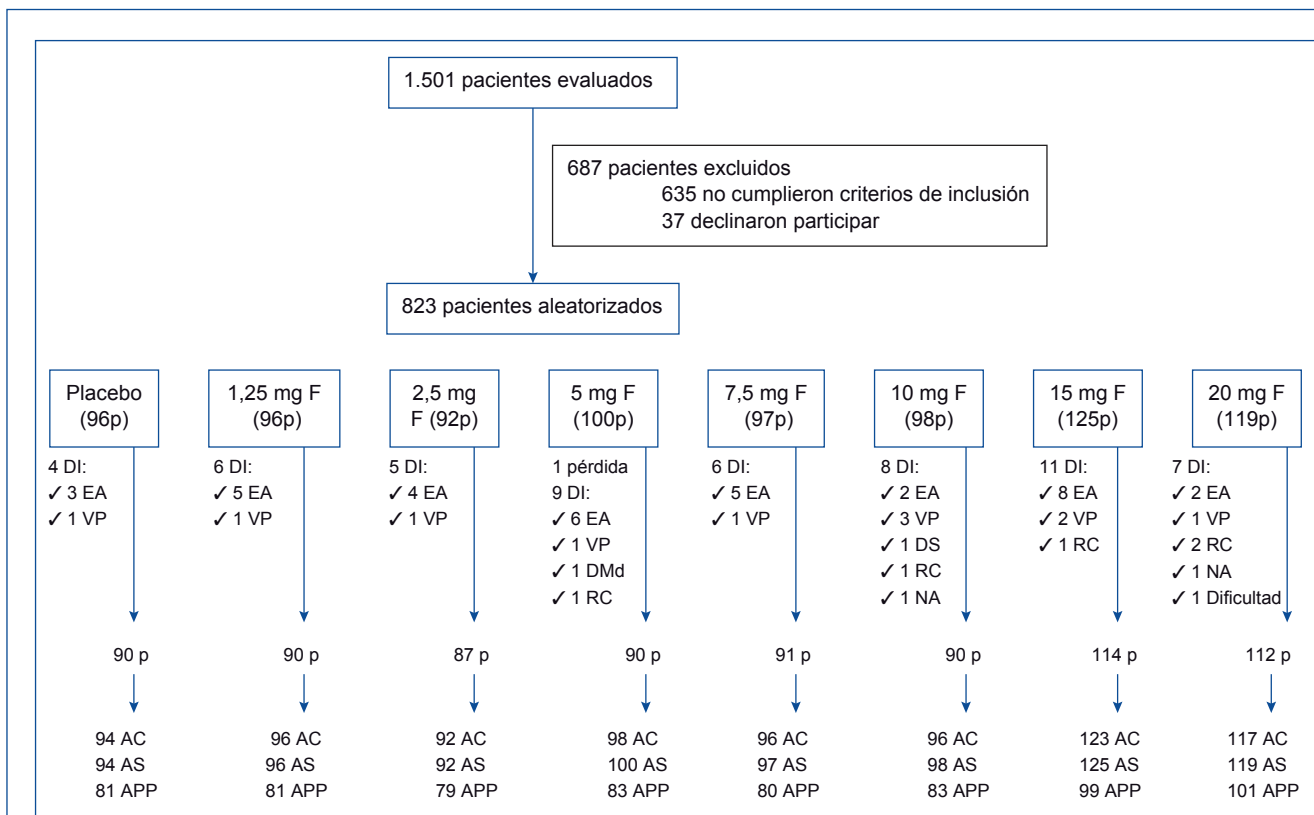 1.501 pacientes evaluados
687 pacientes excluidos
635 no cumplieron criterios de inclusión
37 declinaron participar
823 pacientes aleatorizados
Placebo
(96p)
4 DI:
✓ 3 EA
✓ 1 VP
90 p
94 AC
94 AS
81 APP
1,25 mg F
(96p)
6 DI:
✓ 5 EA
✓ 1 VP
90 p
96 AC
96 AS
81 APP
2,5 mg
F (92p)
5 DI:
✓ 4 EA
✓ 1 VP
87 p
92 AC
92 AS
79 APP
5 mg F
(100p)
1 pérdida
9 DI:
✓ 6 EA
✓ 1 VP
✓ 1 DMd
✓ 1 RC
90 p
98 AC
100 AS
83 APP
7,5 mg F
(97p)
6 DI:
✓ 5 EA
✓ 1 VP
91 p
96 AC
97 AS
80 APP
10 mg F
(98p)
8 DI:
✓ 2 EA
✓ 3 VP
✓ 1 DS
✓ 1 RC
✓ 1 NA
90 p
96 AC
98 AS
83 APP
15 mg F
(125p)
11 DI:
✓ 8 EA
✓ 2 VP
✓ 1 RC
114 p
123 AC
125 AS
99 APP
20 mg F
(119p)
7 DI:
✓ 2 EA
✓ 1 VP
✓ 2 RC
✓ 1 NA
✓ 1 Dificultad
112 p
117 AC
119 AS
101 APP